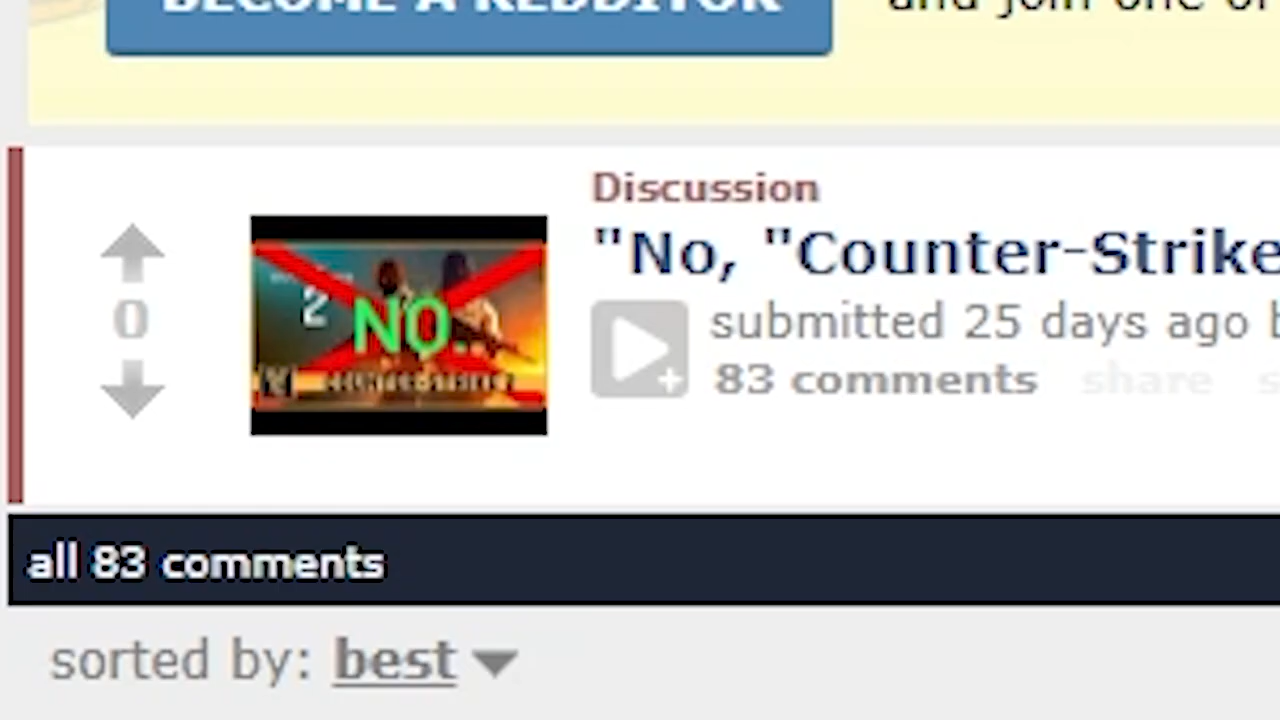 BECOME A REDDITOR
and join one of
Discussion
"No, "Counter-Strike
submitted 25 days ago b
0
2
NO..
83 comments share s
all 83 comments
sorted by: best